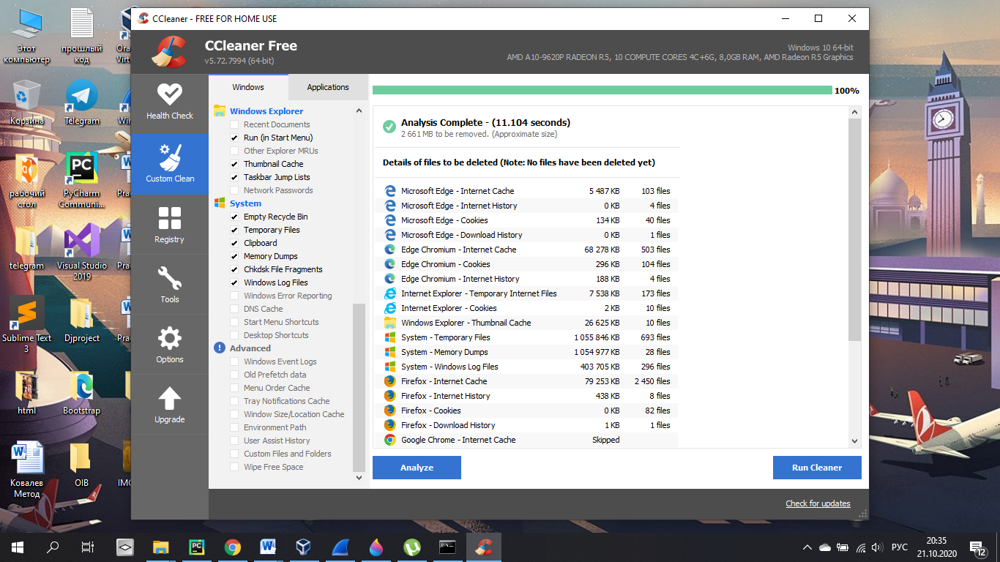 CCleaner - FREE FOR HOME USE
CCleaner Free
v5.72.7994 (64-bit)
Windows 10 64-bit
AMD A10-9620P RADEON R5, 10 COMPUTE CORES 4C+6G, 8,0GB RAM, AMD Radeon R5 Graphics
Health Check
Custom Clean
Registry
Tools
Options
Upgrade
Windows
Applications
Windows Explorer
Recent Documents
Run (in Start Menu)
Other Explorer MRUs
Thumbnail Cache
Taskbar Jump Lists
Network Passwords
System
Empty Recycle Bin
Temporary Files
Clipboard
Memory Dumps
Chkdsk File Fragments
Windows Log Files
Windows Error Reporting
DNS Cache
Start Menu Shortcuts
Desktop Shortcuts
Advanced
Windows Event Logs
Old Prefetch data
Menu Order Cache
Tray Notifications Cache
Window Size/Location Cache
Environment Path
User Assist History
Custom Files and Folders
Wipe Free Space
100%
Analysis Complete - (11.104 seconds)
2 661 MB to be removed. (Approximate size)
Details of files to be deleted (Note: No files have been deleted yet)
Microsoft Edge - Internet Cache 5 487 KB 103 files
Microsoft Edge - Internet History 0 KB 4 files
Microsoft Edge - Cookies 134 KB 40 files
Microsoft Edge - Download History 0 KB 1 files
Edge Chromium - Internet Cache 68 278 KB 503 files
Edge Chromium - Cookies 296 KB 104 files
Edge Chromium - Internet History 188 KB 4 files
Internet Explorer - Temporary Internet Files 7 538 KB 173 files
Internet Explorer - Cookies 2 KB 10 files
Windows Explorer - Thumbnail Cache 26 625 KB 10 files
System - Temporary Files 1 055 846 KB 693 files
System - Memory Dumps 1 054 977 KB 28 files
System - Windows Log Files 403 705 KB 296 files
Firefox - Internet Cache 79 253 KB 2 450 files
Firefox - Internet History 438 KB 8 files
Firefox - Cookies 0 KB 82 files
Firefox - Download History 1 KB 1 files
Google Chrome - Internet Cache Skipped
Analyze
Run Cleaner
Check for updates
Этот
компьютер
прошлый
код
Ora
Virt
Корзина
Telegram
Win
рабочий
стол
PyCharm
Communi...
Pra
telegram
Visual Studio
2019
Pra
Sublime Text
3
Djproject
Pra
html
Bootstrap
Ковалев
Метод
OIB
IMG
PC
PC
РУС
20:35
21.10.2020
12